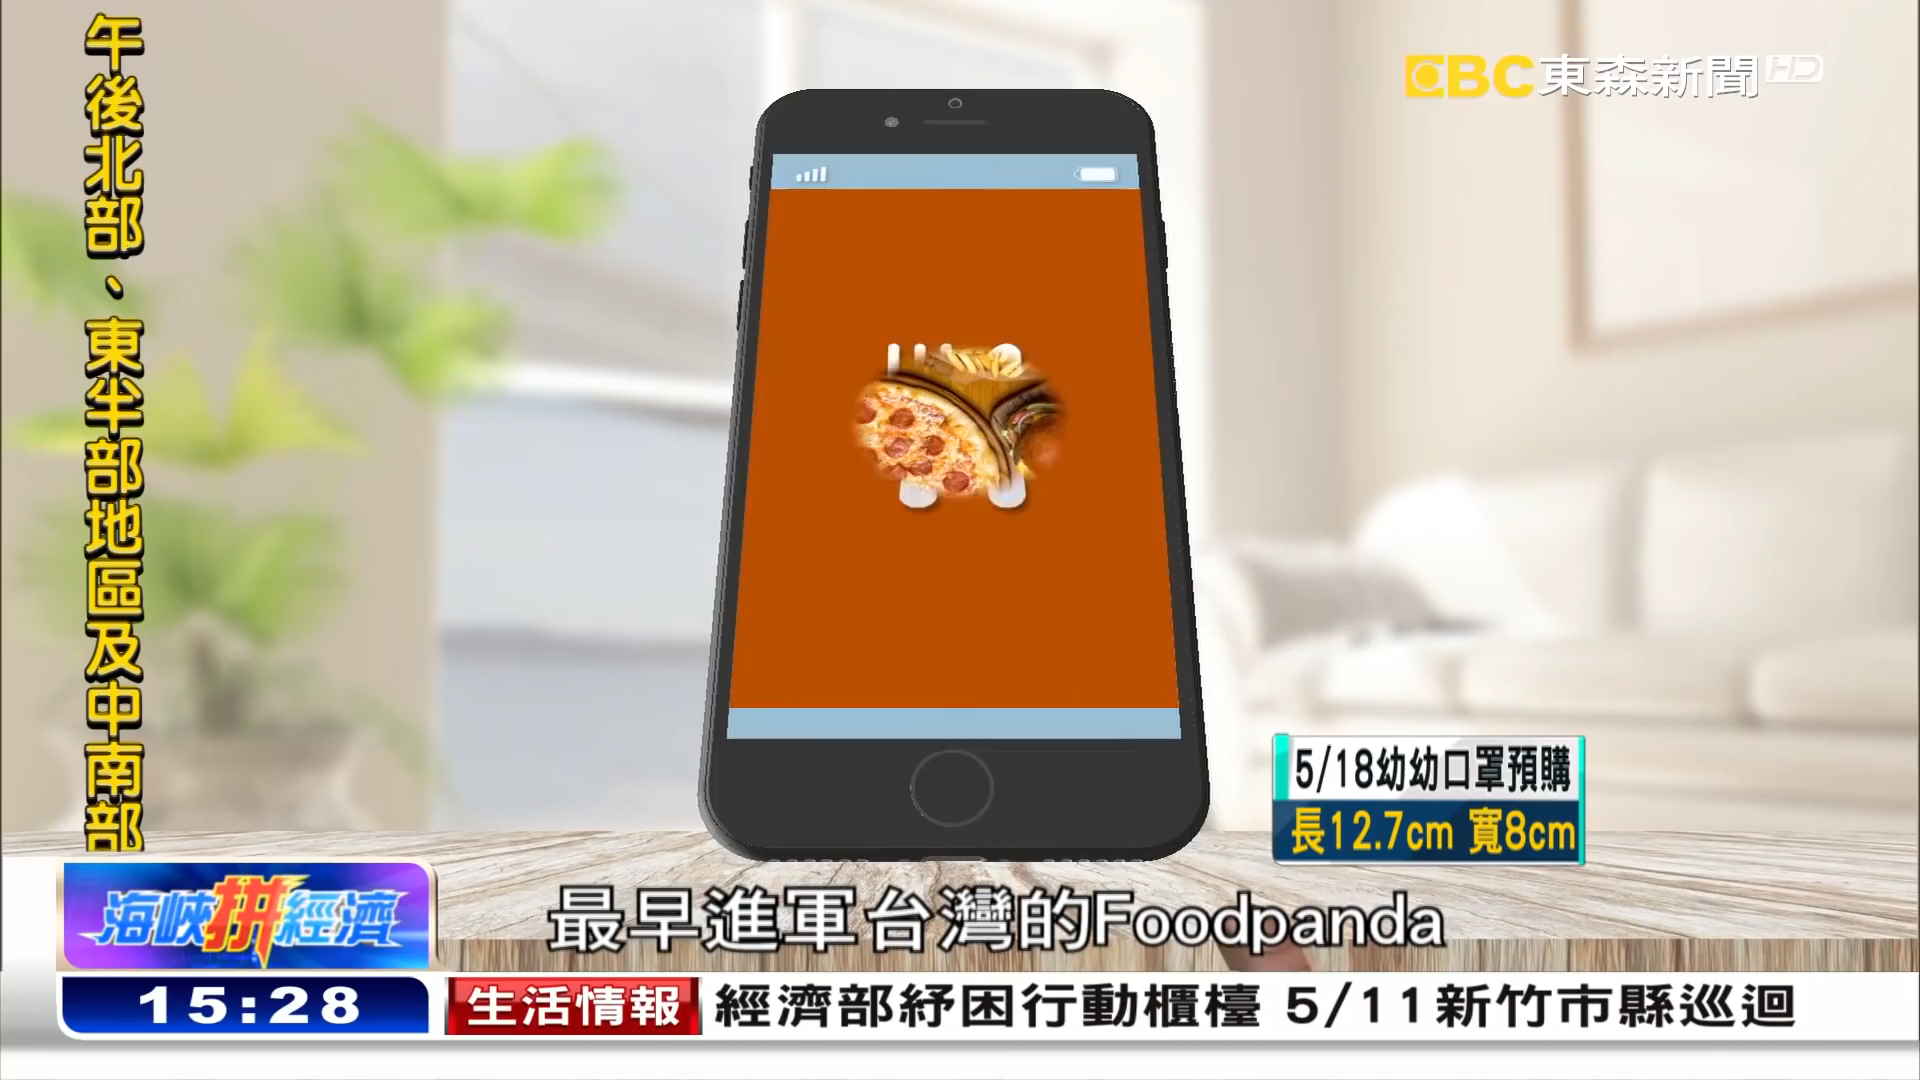 午後北部、東半部地區及中南部
EBC東森新聞HD
5/18幼幼口罩預購
長12.7cm 寬8cm
海峽拼經濟
最早進軍台灣的Foodpanda
15:28
生活情報
經濟部紓困行動櫃檯 5/11新竹市縣巡迴